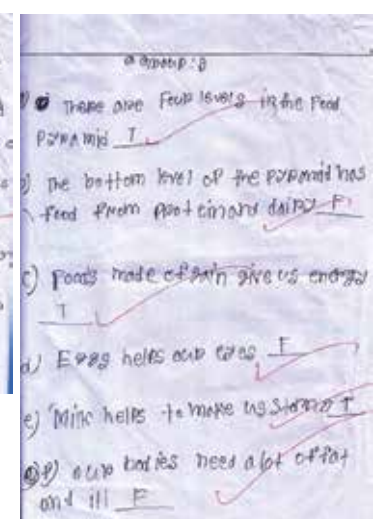 Group: B
There are Four levels in the Food
Pyramid T
b) The bottom level of the pyramid has
food from protein and dairy F
c) Foods made of grain give us energy
T
d) Eggs helps our eyes F
e) Milk helps to make us strong T
f) our bodies need a lot of fat
and oil F